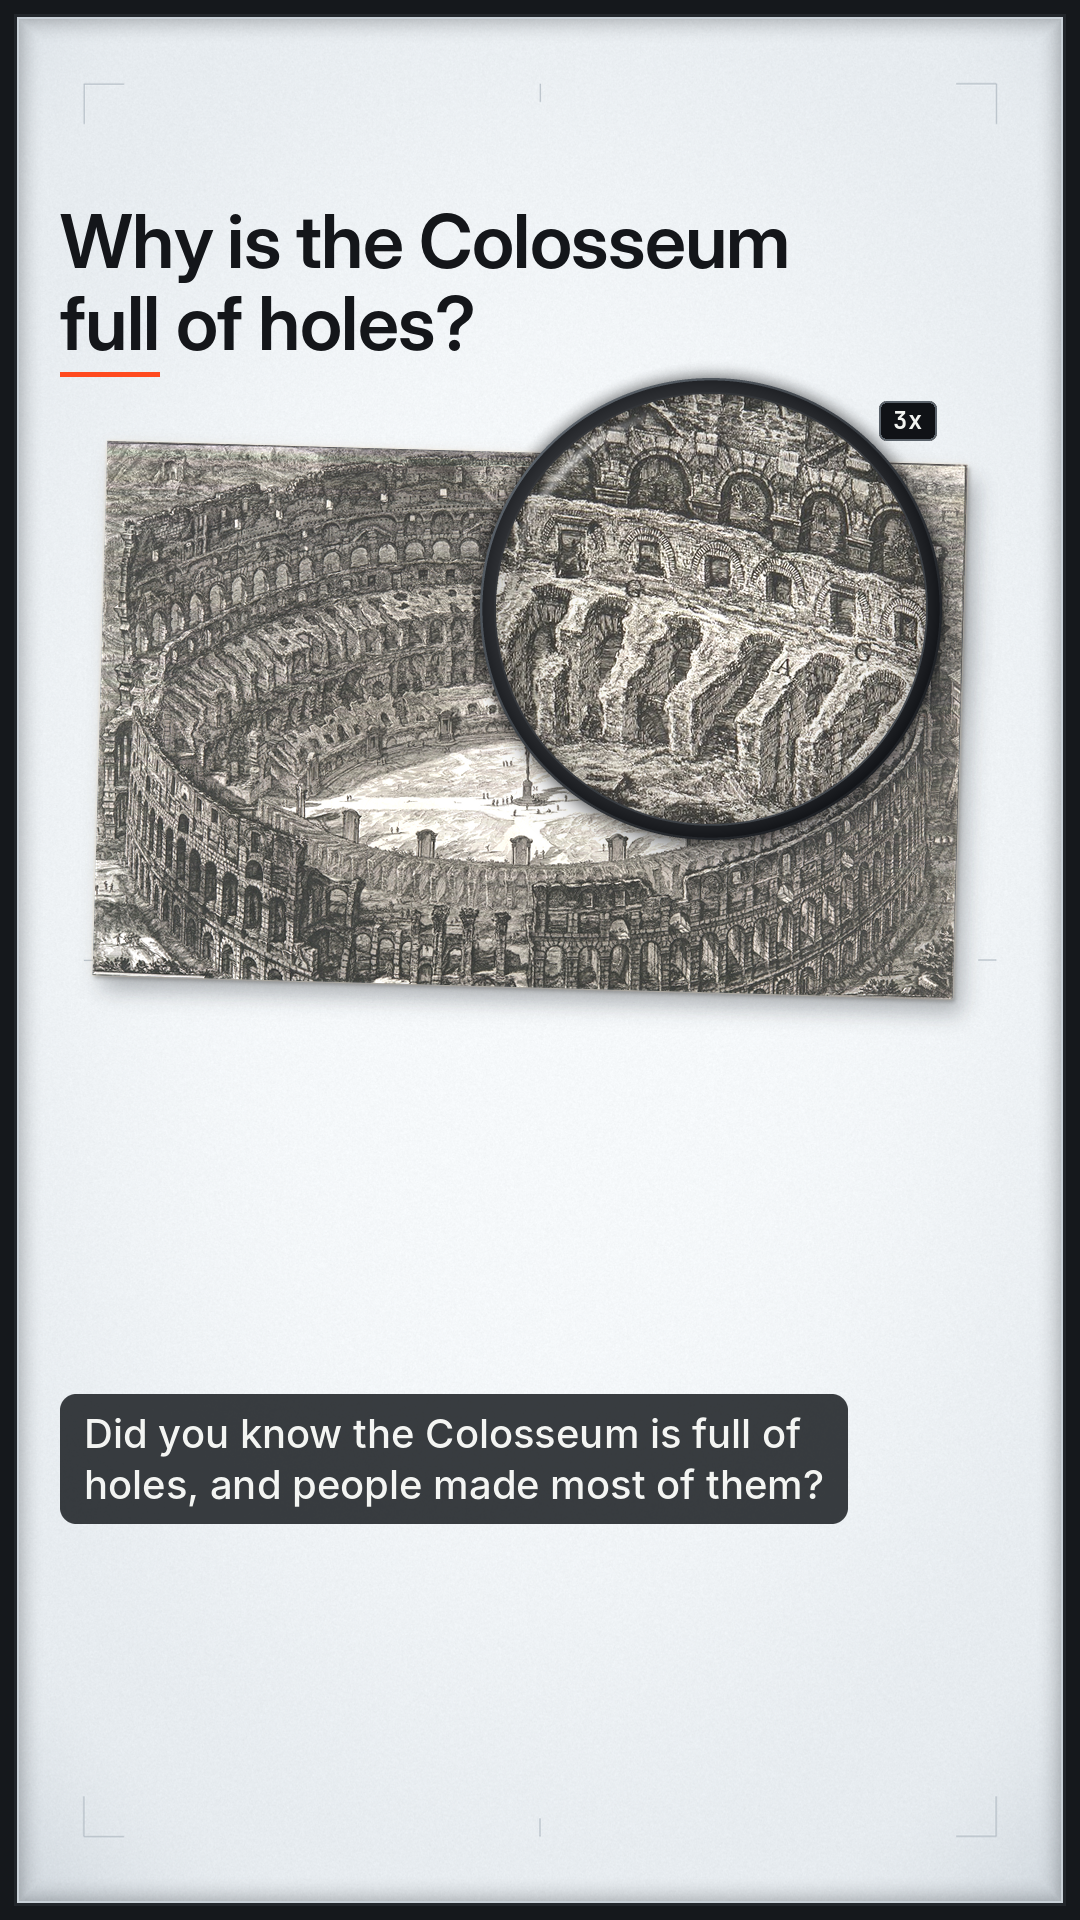 Why is the Colosseum
full of holes?
3x
G
G
A
Did you know the Colosseum is full of
holes, and people made most of them?